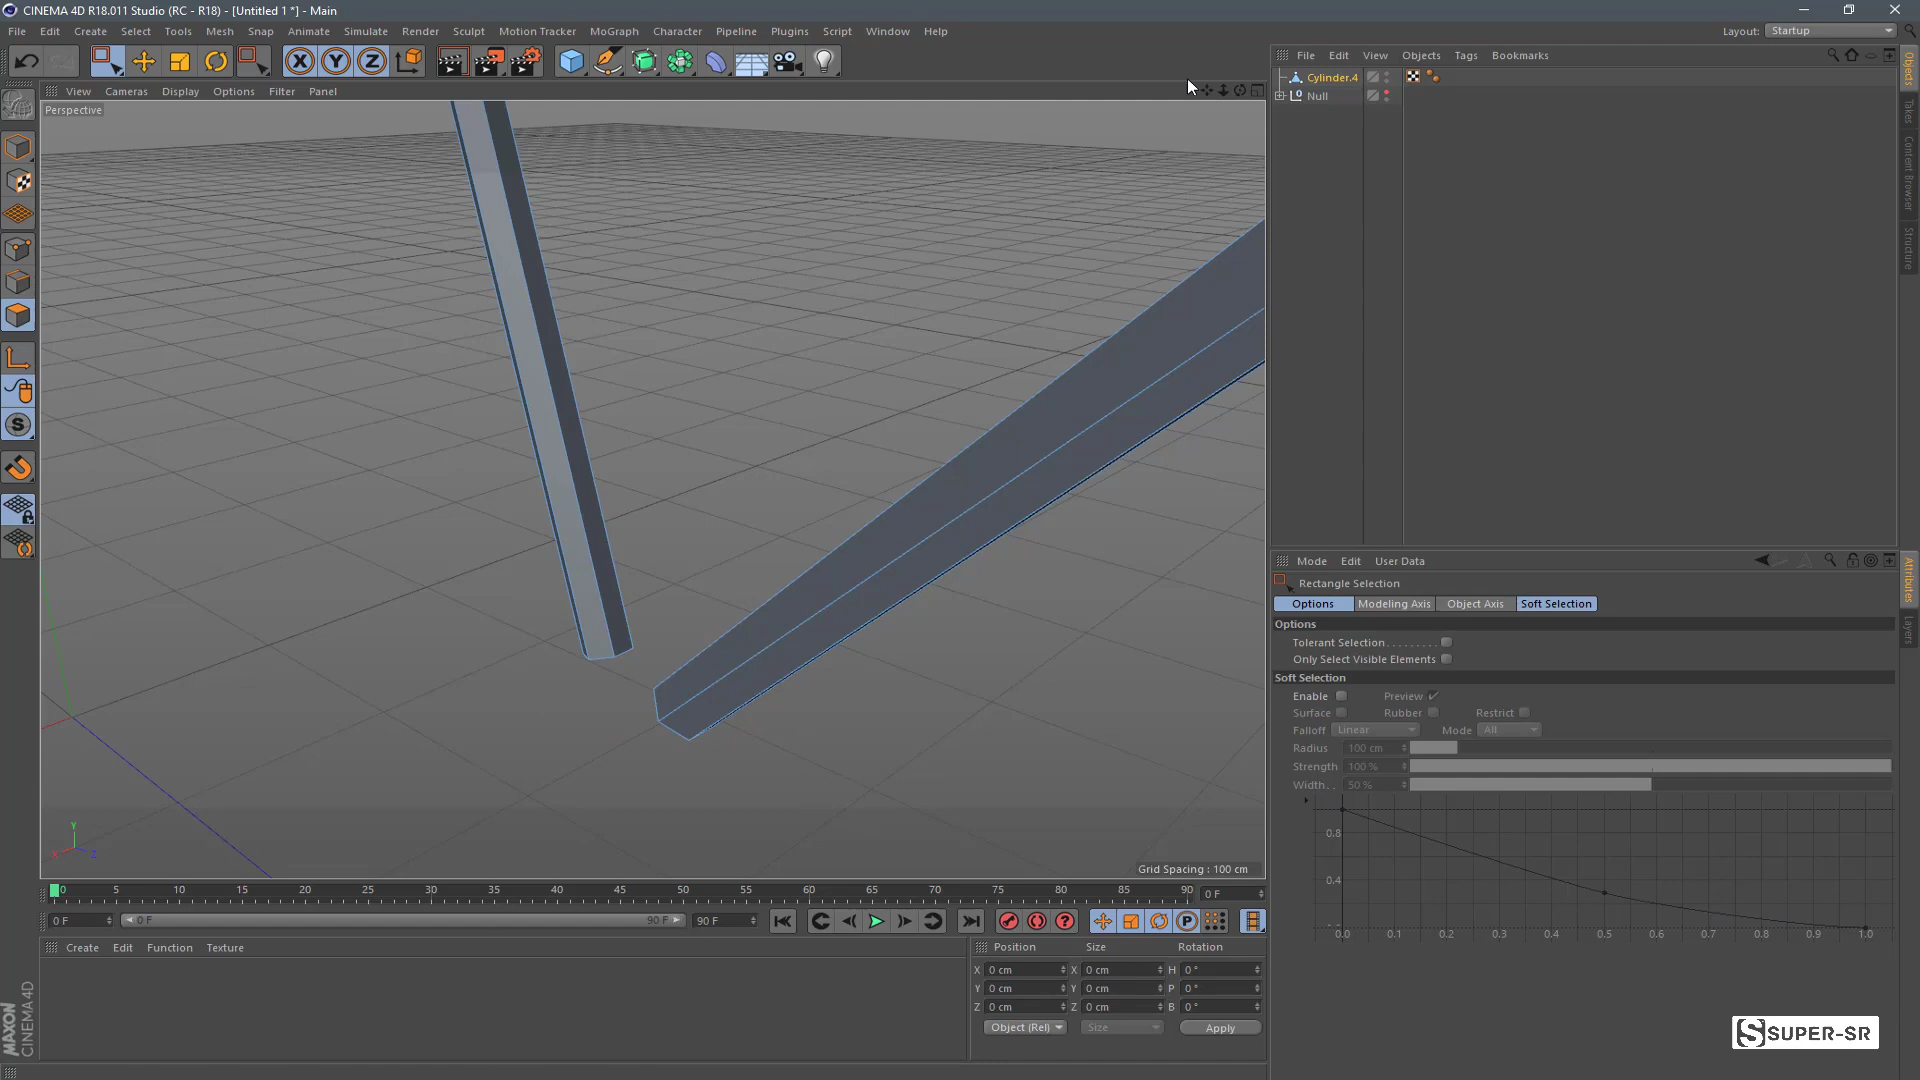 CINEMA 4D R18.011 Studio (RC - R18) - [Untitled 1 *] - Main
File Edit Create Select Tools Mesh Snap Animate Simulate Render Sculpt Motion Tracker MoGraph Character Pipeline Plugins Script Window Help
Layout: Startup
X Y Z
File Edit View Objects Tags Bookmarks
View Cameras Display Options Filter Panel
Perspective
Cylinder.4
Null
Objects
Takes
Content Browser
Structure
Mode Edit User Data
Rectangle Selection
Options Modeling Axis Object Axis Soft Selection
Options
Tolerant Selection
Only Select Visible Elements
Soft Selection
Enable Preview
Surface Rubber Restrict
Falloff Linear Mode All
Radius 100 cm
Strength 100 %
Width.. 50 %
0.8
0.4
0.0 0.1 0.2 0.3 0.4 0.5 0.6 0.7 0.8 0.9 1.0
Attributes
Layers
S
Y
X Z
Grid Spacing : 100 cm
0 5 10 15 20 25 30 35 40 45 50 55 60 65 70 75 80 85 90 0 F
0 F 0 F 90 F 90 F
Create Edit Function Texture
Position Size Rotation
X 0 cm X 0 cm H 0 °
Y 0 cm Y 0 cm P 0 °
Z 0 cm Z 0 cm B 0 °
Object (Rel) Size Apply
MAXON
CINEMA 4D
SUPER-SR